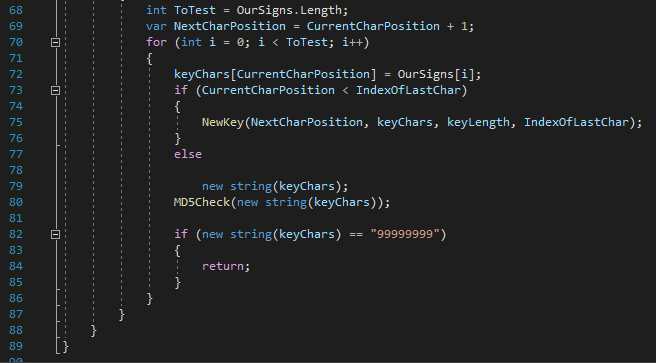 68 int ToTest = OurSigns.Length;
69 var NextCharPosition = CurrentCharPosition + 1;
70 for (int i = 0; i < ToTest; i++)
71 {
72 keyChars[CurrentCharPosition] = OurSigns[i];
73 if (CurrentCharPosition < IndexOfLastChar)
74 {
75 NewKey(NextCharPosition, keyChars, keyLength, IndexOfLastChar);
76 }
77 else
78
79 new string(keyChars);
80 MD5Check(new string(keyChars));
81
82 if (new string(keyChars) == "99999999")
83 {
84 return;
85 }
86 }
87 }
88 }
89 }
90